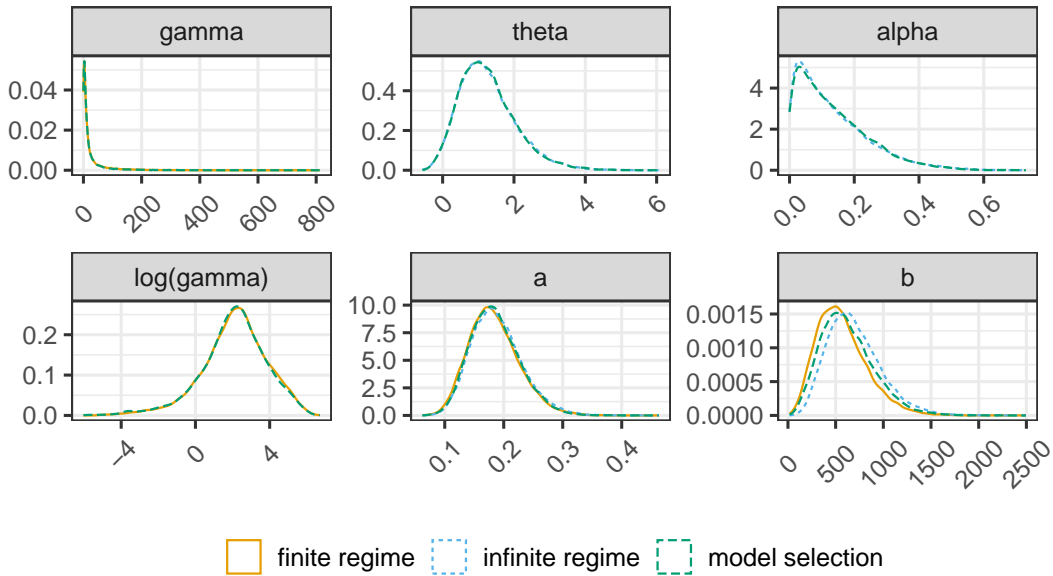 gamma theta alpha
0.04
0.02
0.00
0 200 400 600 800
0.4
0.2
0.0
0 2 4 6
4
2
0
0.0 0.2 0.4 0.6
log(gamma) a b
0.2
0.1
0.0
−4 0 4
10.0
7.5
5.0
2.5
0.0
0.1 0.2 0.3 0.4
0.0015
0.0010
0.0005
0.0000
0 500 1000 1500 2000 2500
finite regime infinite regime model selection